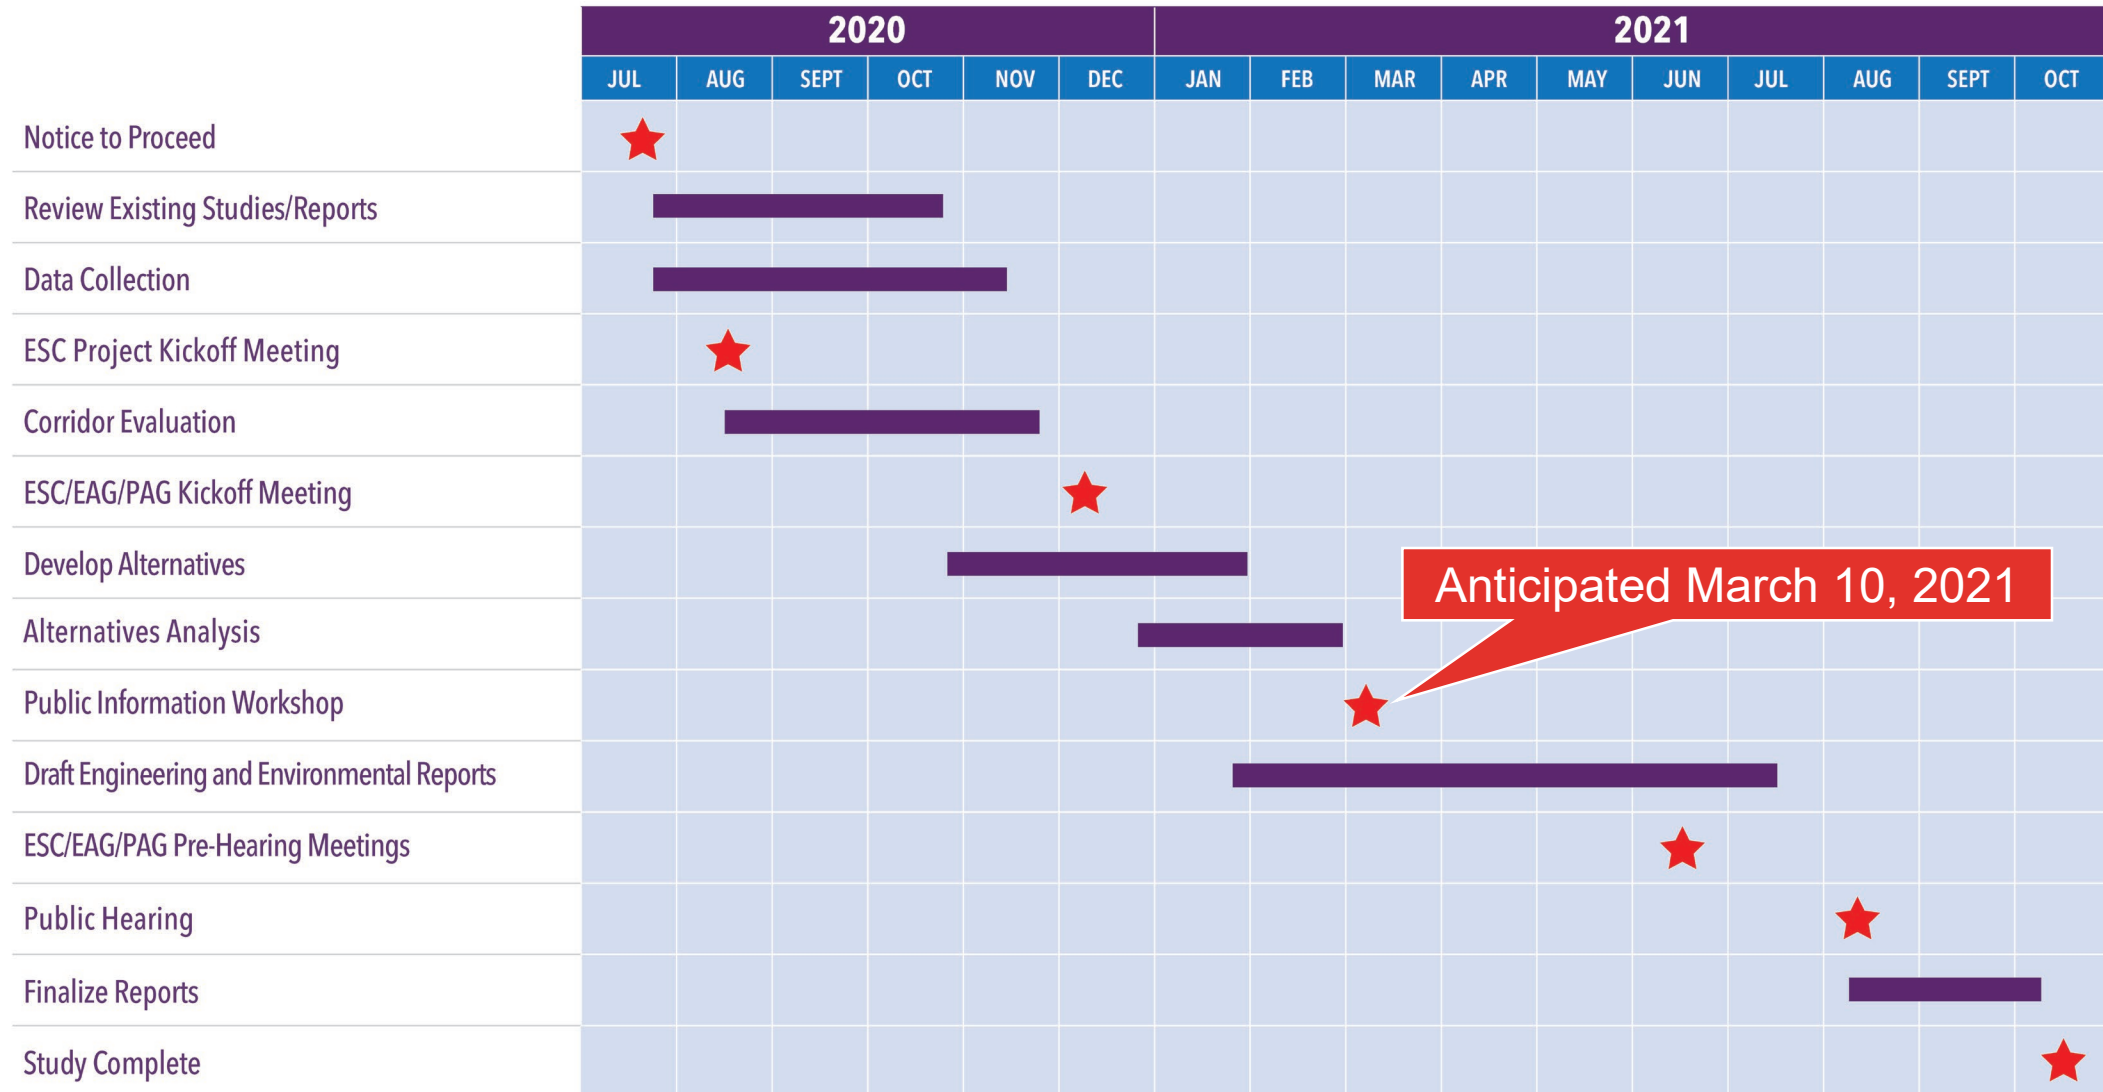 2020 2021
JUL AUG SEPT OCT NOV DEC JAN FEB MAR APR MAY JUN JUL AUG SEPT OCT
Notice to Proceed
Review Existing Studies/Reports
Data Collection
ESC Project Kickoff Meeting
Corridor Evaluation
ESC/EAG/PAG Kickoff Meeting
Develop Alternatives
Anticipated March 10, 2021
Alternatives Analysis
Public Information Workshop
Draft Engineering and Environmental Reports
ESC/EAG/PAG Pre-Hearing Meetings
Public Hearing
Finalize Reports
Study Complete